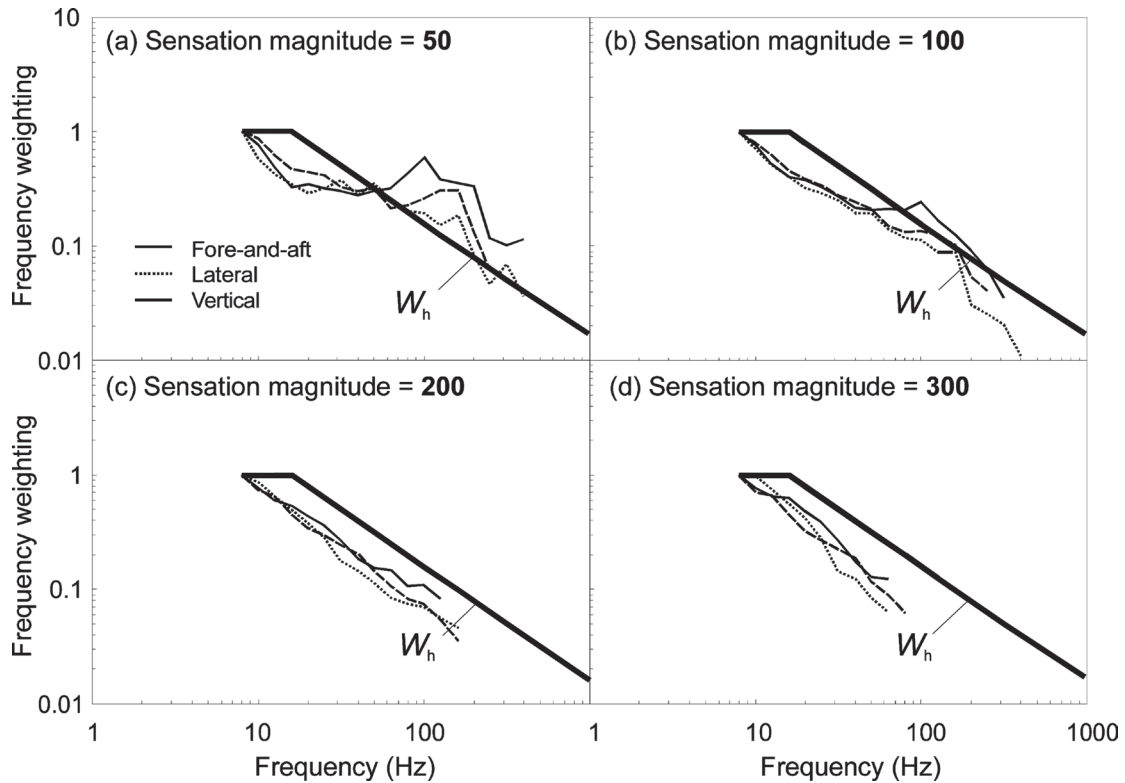 10
(a) Sensation magnitude = 50
(b) Sensation magnitude = 100
Frequency weighting
1
0.1
0.01
Fore-and-aft
Lateral
Vertical
Wh
Wh
(c) Sensation magnitude = 200
(d) Sensation magnitude = 300
Frequency weighting
1
0.1
0.01
Wh
Wh
1 10 100 1 10 100 1000
Frequency (Hz) Frequency (Hz)